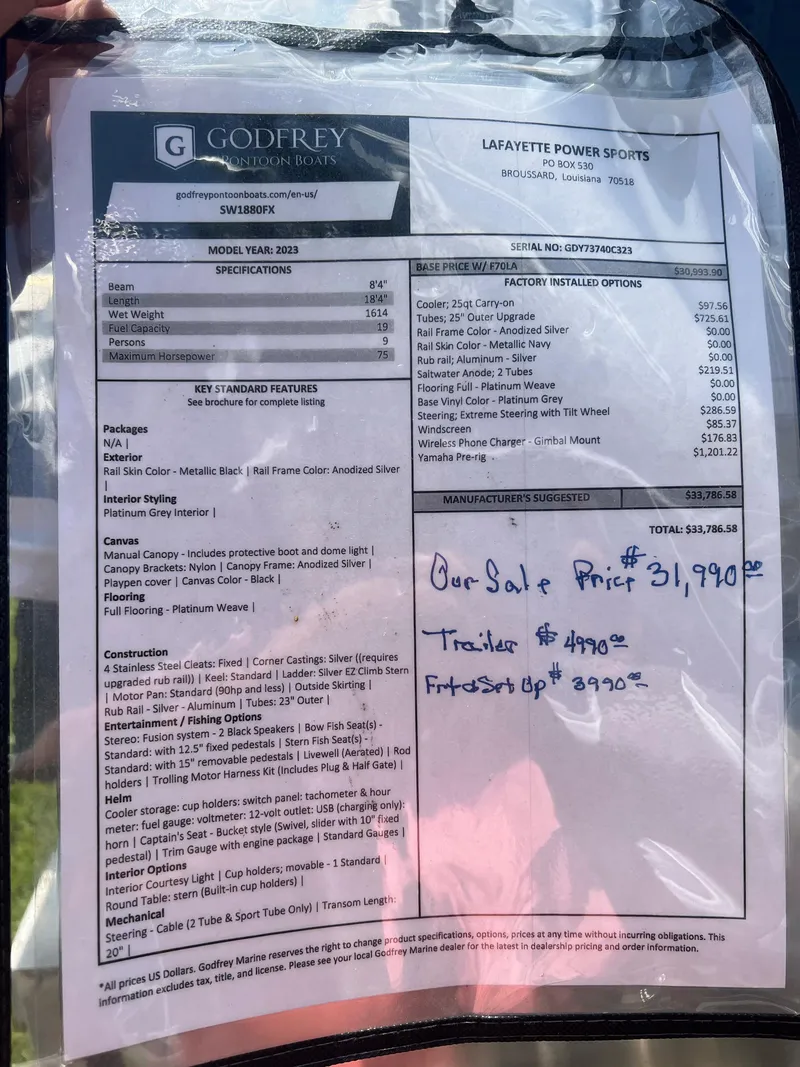 G GODFREY
PONTOON BOATS
godfreypontoonboats.com/en-us/
SW1880FX
LAFAYETTE POWER SPORTS
PO BOX 530
BROUSSARD, Louisiana 70518
MODEL YEAR: 2023
SERIAL NO: GDY73740C323
SPECIFICATIONS
Beam 8'4"
Length 18'4"
Wet Weight 1614
Fuel Capacity 19
Persons 9
Maximum Horsepower 75
KEY STANDARD FEATURES
See brochure for complete listing
Packages
N/A |
Exterior
Rail Skin Color - Metallic Black | Rail Frame Color: Anodized Silver
|
Interior Styling
Platinum Grey Interior |
Canvas
Manual Canopy - Includes protective boot and dome light |
Canopy Brackets: Nylon | Canopy Frame: Anodized Silver |
Playpen cover | Canvas Color - Black |
Flooring
Full Flooring - Platinum Weave |
Construction
4 Stainless Steel Cleats: Fixed | Corner Castings: Silver ((requires
upgraded rub rail)) | Keel: Standard | Ladder: Silver EZ Climb Stern
| Motor Pan: Standard (90hp and less) | Outside Skirting |
Rub Rail - Silver - Aluminum | Tubes: 23" Outer |
Entertainment / Fishing Options
Stereo: Fusion system - 2 Black Speakers | Bow Fish Seat(s) -
Standard: with 12.5" fixed pedestals | Stern Fish Seat(s) -
Standard: with 15" removable pedestals | Livewell (Aerated) | Rod
holders | Trolling Motor Harness Kit (Includes Plug & Half Gate) |
Helm
Cooler storage: cup holders: switch panel: tachometer & hour
meter: fuel gauge: voltmeter: 12-volt outlet: USB (charging only):
horn | Captain's Seat - Bucket style (Swivel, slider with 10" fixed
pedestal) | Trim Gauge with engine package | Standard Gauges |
Interior Options
Interior Courtesy Light | Cup holders; movable - 1 Standard |
Round Table: stern (Built-in cup holders) |
Mechanical
Steering - Cable (2 Tube & Sport Tube Only) | Transom Length:
20" |
BASE PRICE W/ F70LA $30,993.90
FACTORY INSTALLED OPTIONS
Cooler; 25qt Carry-on $97.56
Tubes; 25" Outer Upgrade $725.61
Rail Frame Color - Anodized Silver $0.00
Rail Skin Color - Metallic Navy $0.00
Rub rail; Aluminum - Silver $0.00
Saltwater Anode; 2 Tubes $219.51
Flooring Full - Platinum Weave $0.00
Base Vinyl Color - Platinum Grey $0.00
Steering; Extreme Steering with Tilt Wheel $286.59
Windscreen $85.37
Wireless Phone Charger - Gimbal Mount $176.83
Yamaha Pre-rig $1,201.22
MANUFACTURER'S SUGGESTED $33,786.58
TOTAL: $33,786.58
Our Sale Price $31,990.00
Trailer $4990.00
Frt&Set Up $3990.00
*All prices US Dollars. Godfrey Marine reserves the right to change product specifications, options, prices at any time without incurring obligations. This
information excludes tax, title, and license. Please see your local Godfrey Marine dealer for the latest in dealership pricing and order information.